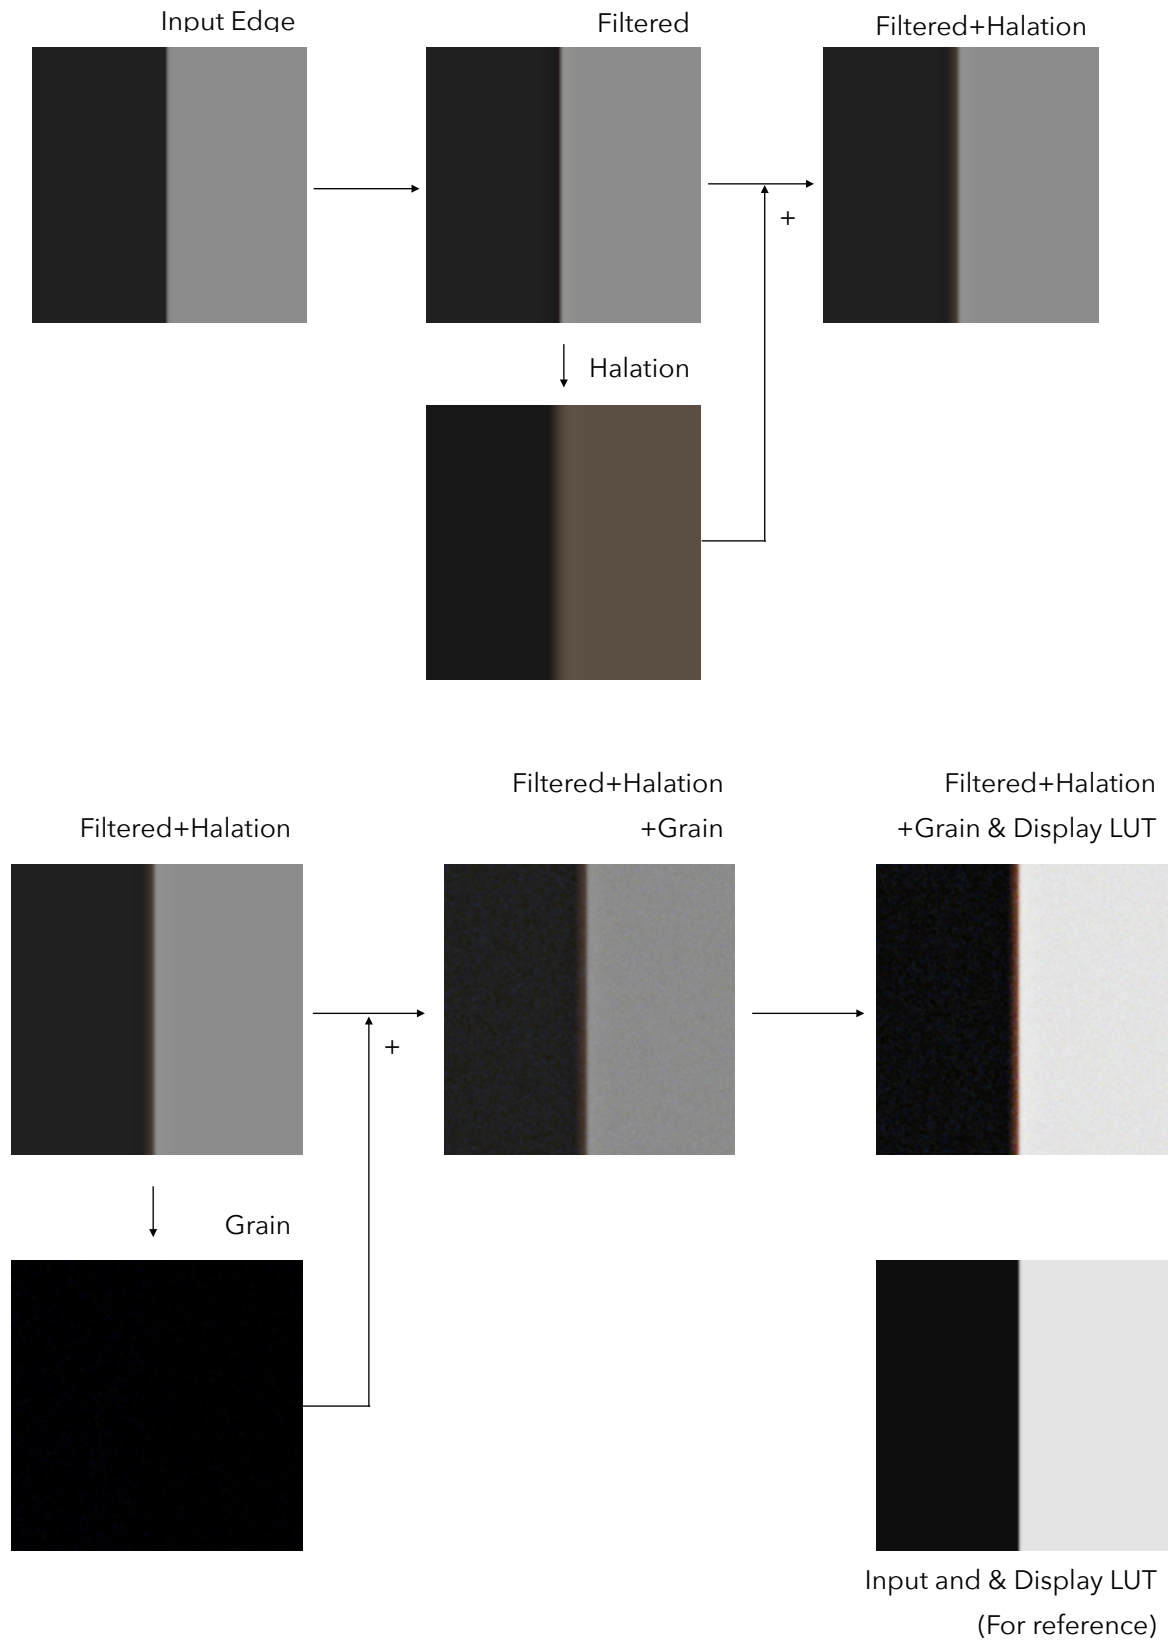 Input Edge
Filtered
Filtered+Halation
+
Halation
Filtered+Halation
Filtered+Halation
+Grain
Filtered+Halation
+Grain & Display LUT
+
Grain
Input and & Display LUT
(For reference)